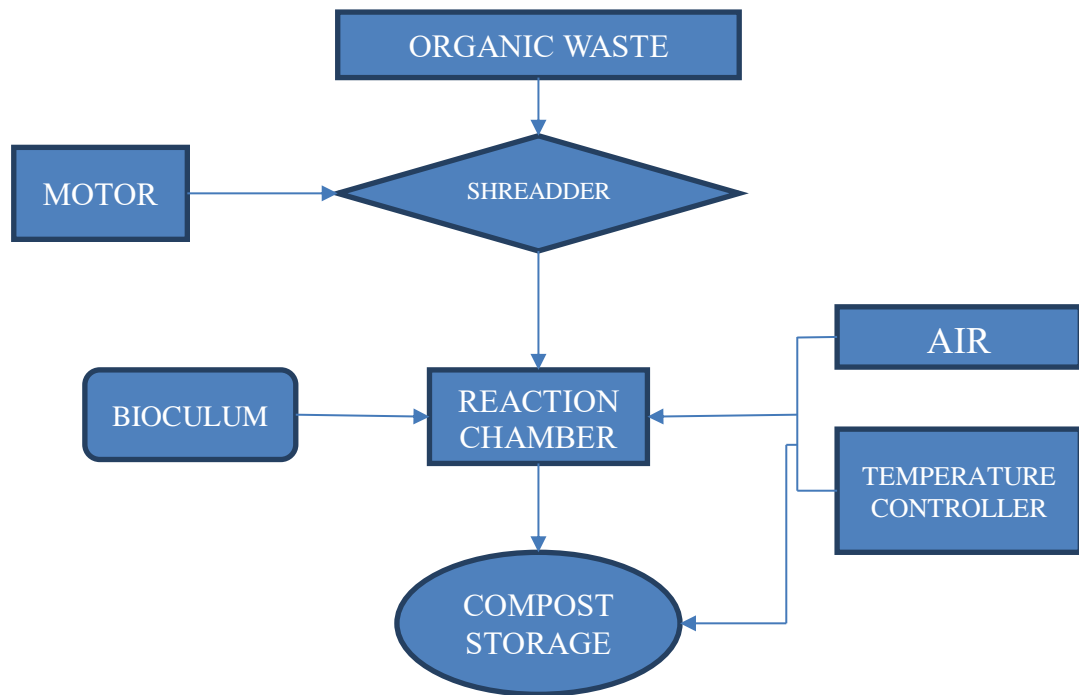 ORGANIC WASTE
MOTOR
SHREADDER
AIR
BIOCULUM
REACTION
CHAMBER
TEMPERATURE
CONTROLLER
COMPOST
STORAGE